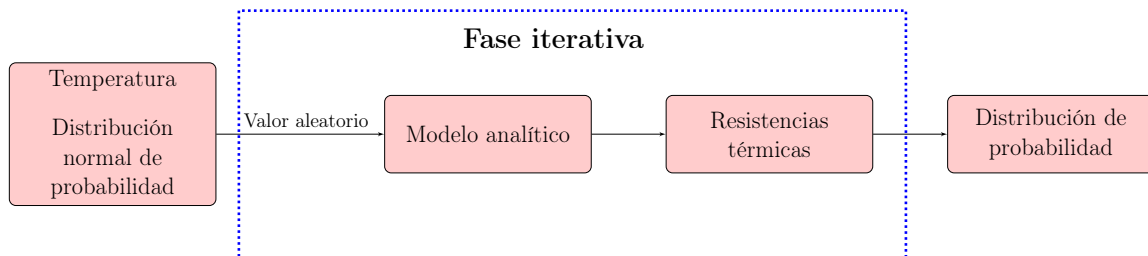 Fase iterativa
Temperatura
Distribución
normal de
probabilidad
Valor aleatorio
Modelo analítico
Resistencias
térmicas
Distribución de
probabilidad